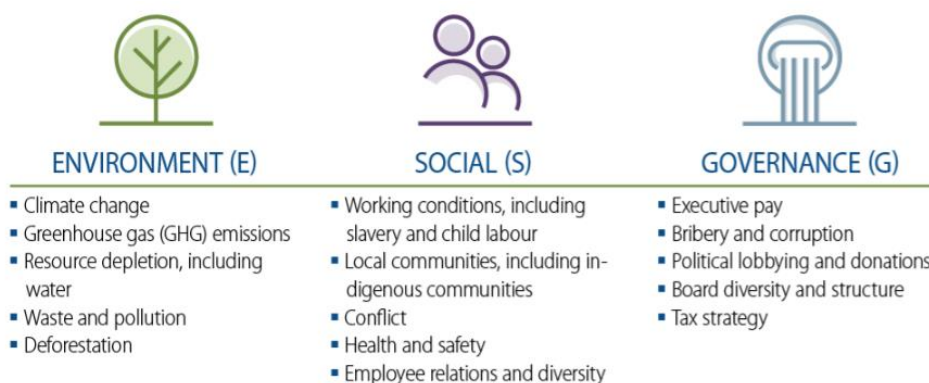 ENVIRONMENT (E)
▪ Climate change
▪ Greenhouse gas (GHG) emissions
▪ Resource depletion, including
water
▪ Waste and pollution
▪ Deforestation
SOCIAL (S)
▪ Working conditions, including
slavery and child labour
▪ Local communities, including in-
digenous communities
▪ Conflict
▪ Health and safety
▪ Employee relations and diversity
GOVERNANCE (G)
▪ Executive pay
▪ Bribery and corruption
▪ Political lobbying and donations
▪ Board diversity and structure
▪ Tax strategy